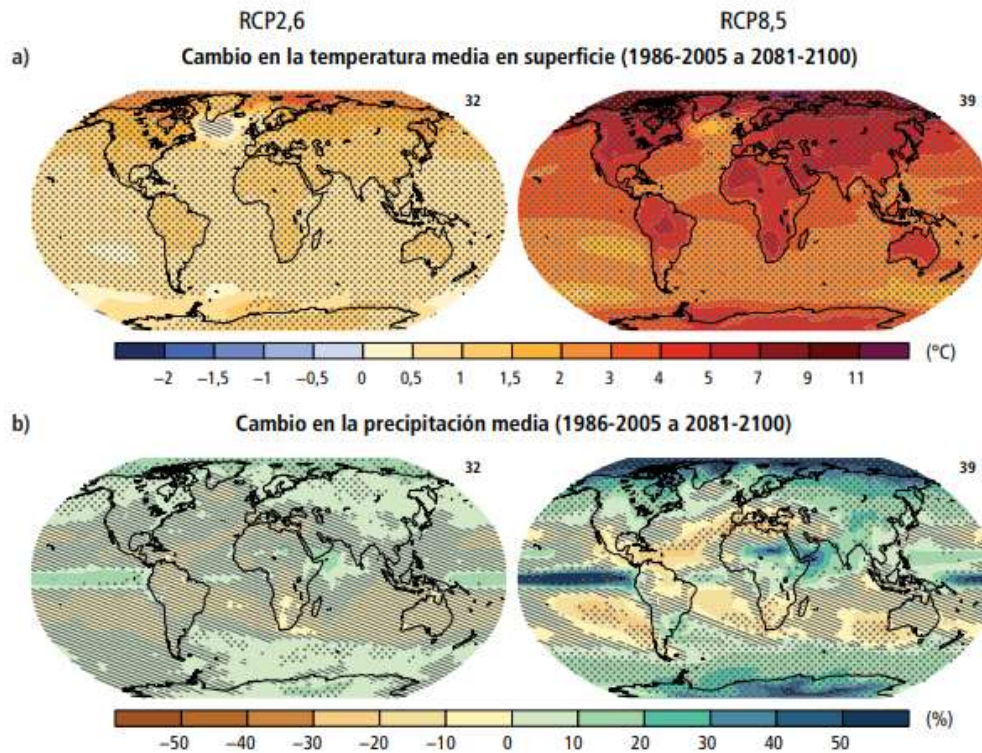 RCP2,6 RCP8,5
a) Cambio en la temperatura media en superficie (1986-2005 a 2081-2100)
32 39
−2 −1,5 −1 −0,5 0 0,5 1 1,5 2 3 4 5 7 9 11 (°C)
b) Cambio en la precipitación media (1986-2005 a 2081-2100)
32 39
−50 −40 −30 −20 −10 0 10 20 30 40 50 (%)